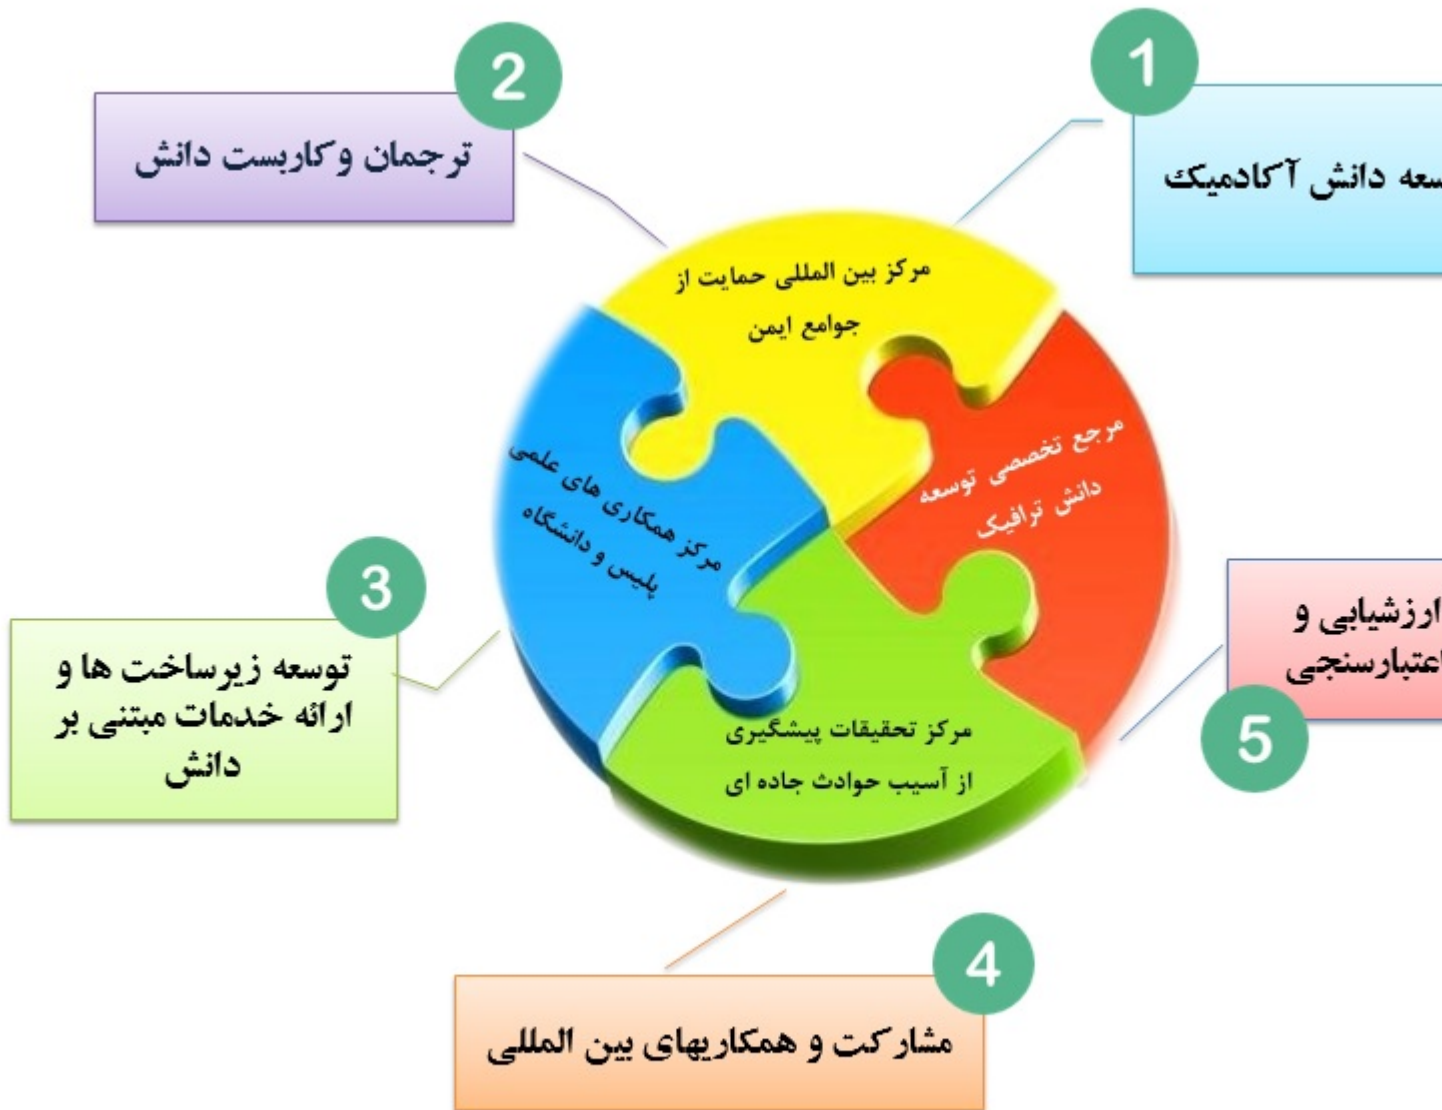 1
دانش آکادمیک
2
ترجمان و کاربست دانش
مرکز بین المللی حمایت از
جوامع ایمن
مرجع تخصصی توسعه
دانش ترافیک
مرکز همکاری های علمی
پلیس و دانشگاه
مرکز تحقیقات پیشگیری
از آسیب حوادث جاده ای
3
توسعه زیرساخت ها و
ارائه خدمات مبتنی بر
دانش
4
مشارکت و همکاریهای بین المللی
ارزشیابی و
اعتبارسنجی
5